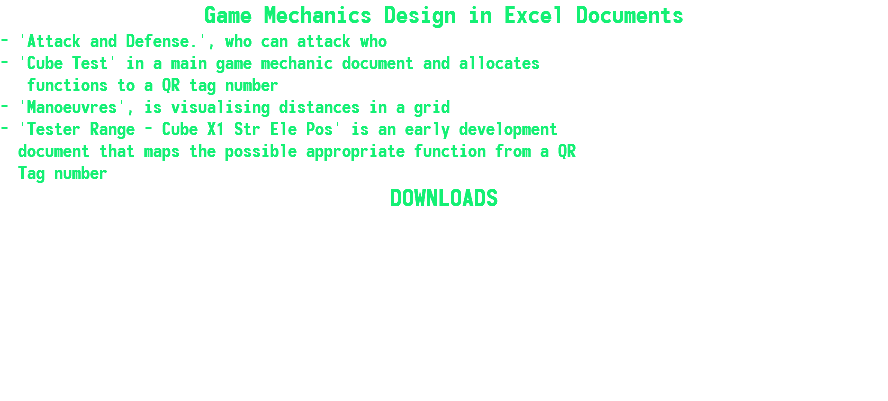 Game Mechanics Design in Excel Documents
- 'Attack and Defense.', who can attack who
- 'Cube Test' in a main game mechanic document and allocates
functions to a QR tag number
- 'Manoeuvres', is visualising distances in a grid
- 'Tester Range - Cube X1 Str Ele Pos' is an early development
document that maps the possible appropriate function from a QR
Tag number
DOWNLOADS